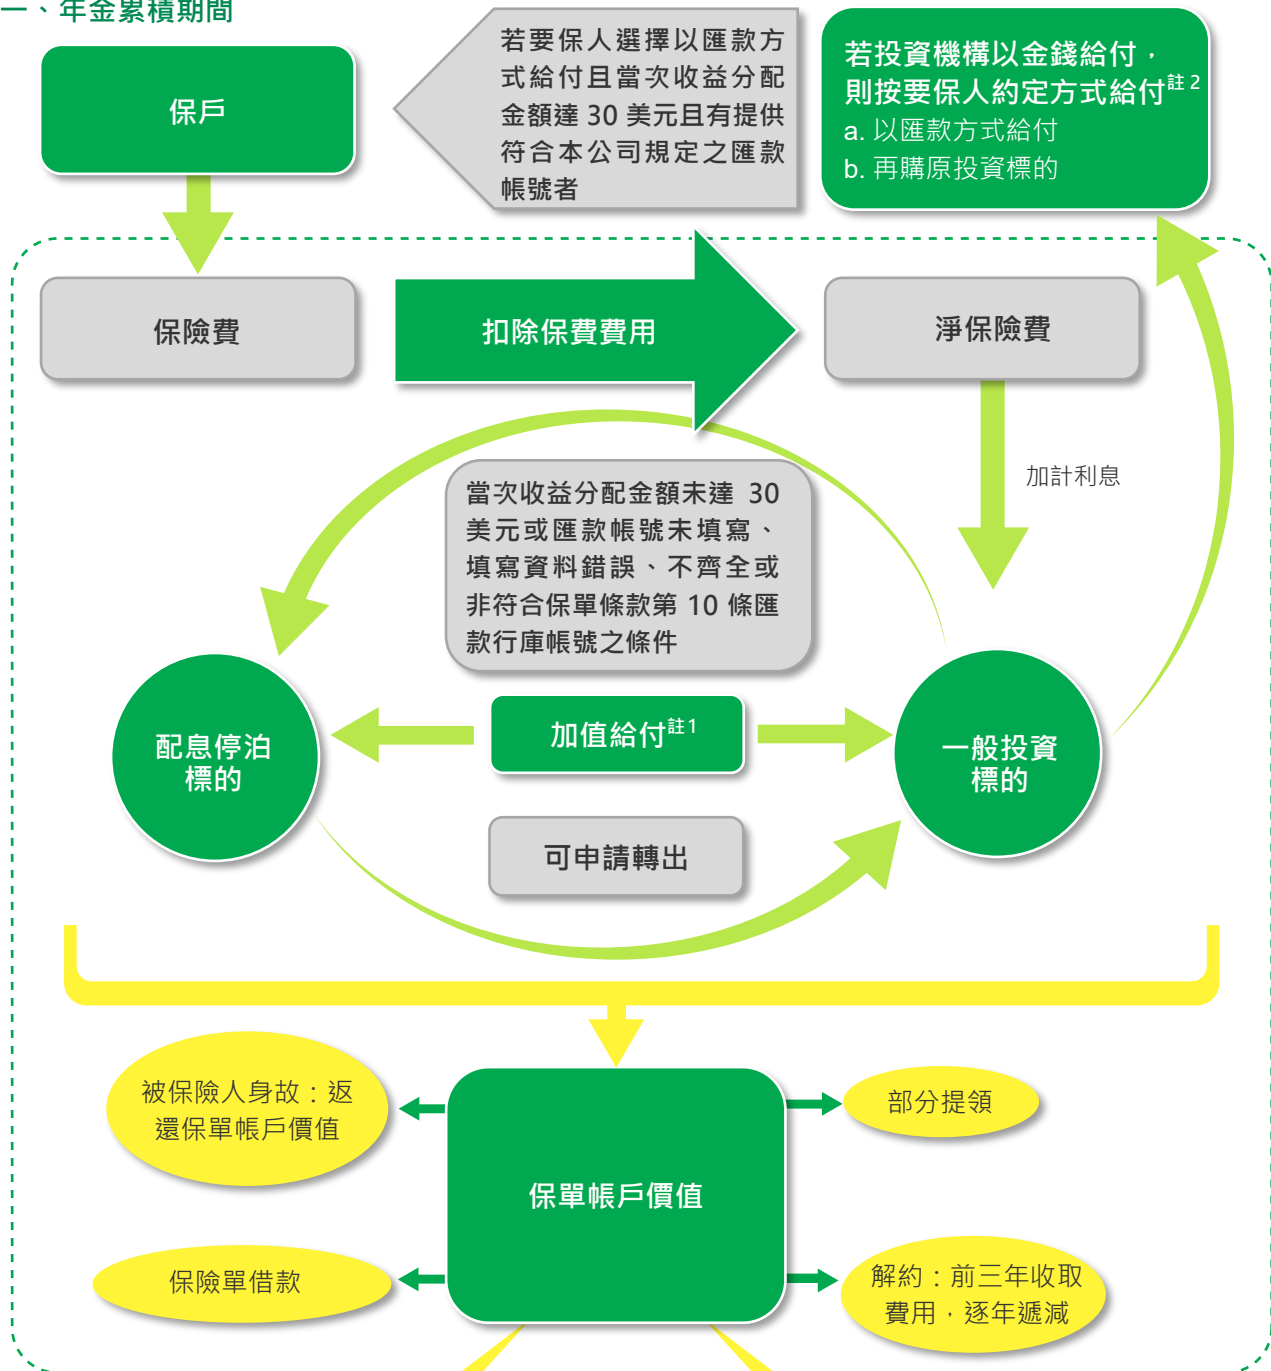 一、年金累積期間
保戶
若要保人選擇以匯款方
式給付且當次收益分配
金額達 30 美元且有提供
符合本公司規定之匯款
帳號者
若投資機構以金錢給付，
則按要保人約定方式給付註 2
a. 以匯款方式給付
b. 再購原投資標的
保險費
扣除保費費用
淨保險費
加計利息
當次收益分配金額未達 30
美元或匯款帳號未填寫、
填寫資料錯誤、不齊全或
非符合保單條款第 10 條匯
款行庫帳號之條件
配息停泊
標的
加值給付註1
一般投資
標的
可申請轉出
被保險人身故：返
還保單帳戶價值
部分提領
保單帳戶價值
保險單借款
解約：前三年收取
費用，逐年遞減